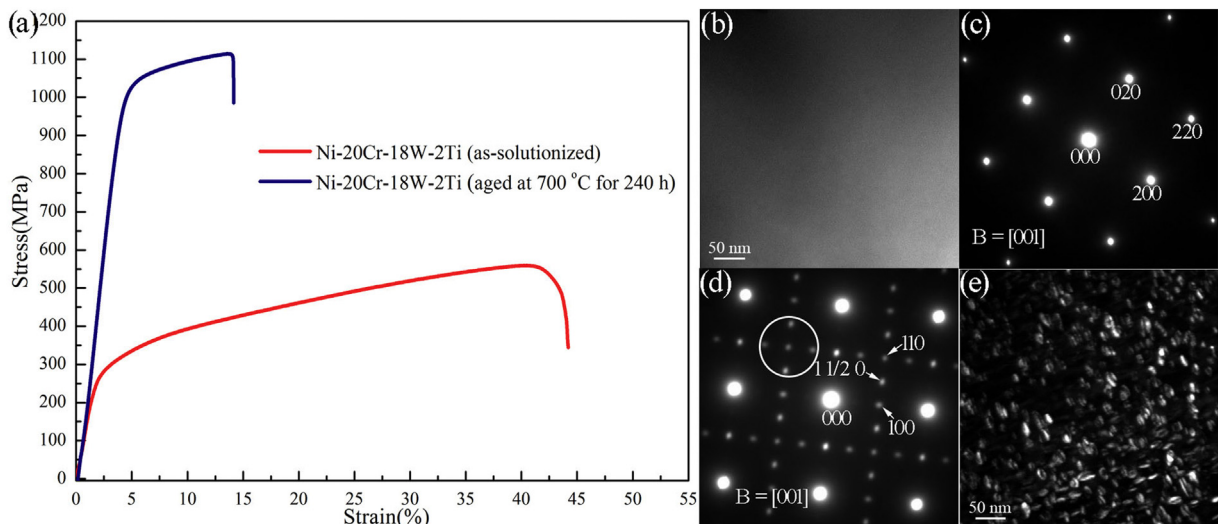 (a)
1200
1100
1000
900
800
700
600
500
400
300
200
100
0
Stress(MPa)
Ni-20Cr-18W-2Ti (as-solutionized)
Ni-20Cr-18W-2Ti (aged at 700 °C for 240 h)
0 5 10 15 20 25 30 35 40 45 50 55
Strain(%)
(b)
50 nm
(c)
020
220
000
200
B = [001]
(d)
110
1 1/2 0
000
100
B = [001]
(e)
50 nm